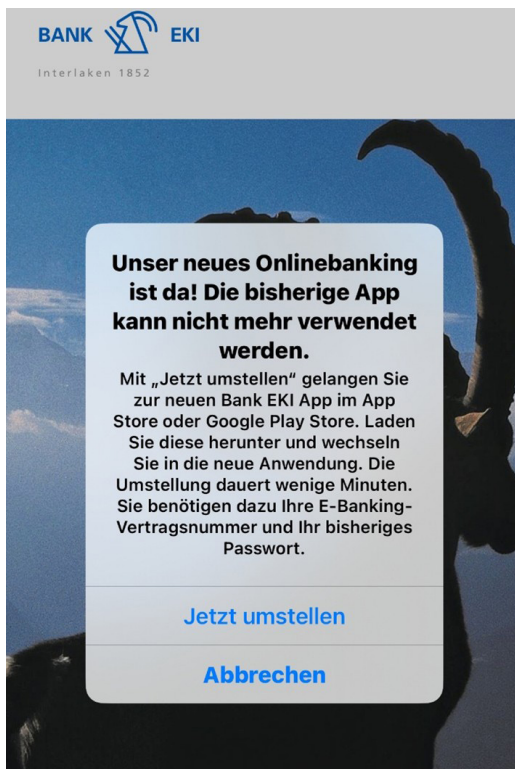 BANK EKI
Interlaken 1852
Unser neues Onlinebanking
ist da! Die bisherige App
kann nicht mehr verwendet
werden.
Mit „Jetzt umstellen“ gelangen Sie
zur neuen Bank EKI App im App
Store oder Google Play Store. Laden
Sie diese herunter und wechseln
Sie in die neue Anwendung. Die
Umstellung dauert wenige Minuten.
Sie benötigen dazu Ihre E-Banking-
Vertragsnummer und Ihr bisheriges
Passwort.
Jetzt umstellen
Abbrechen